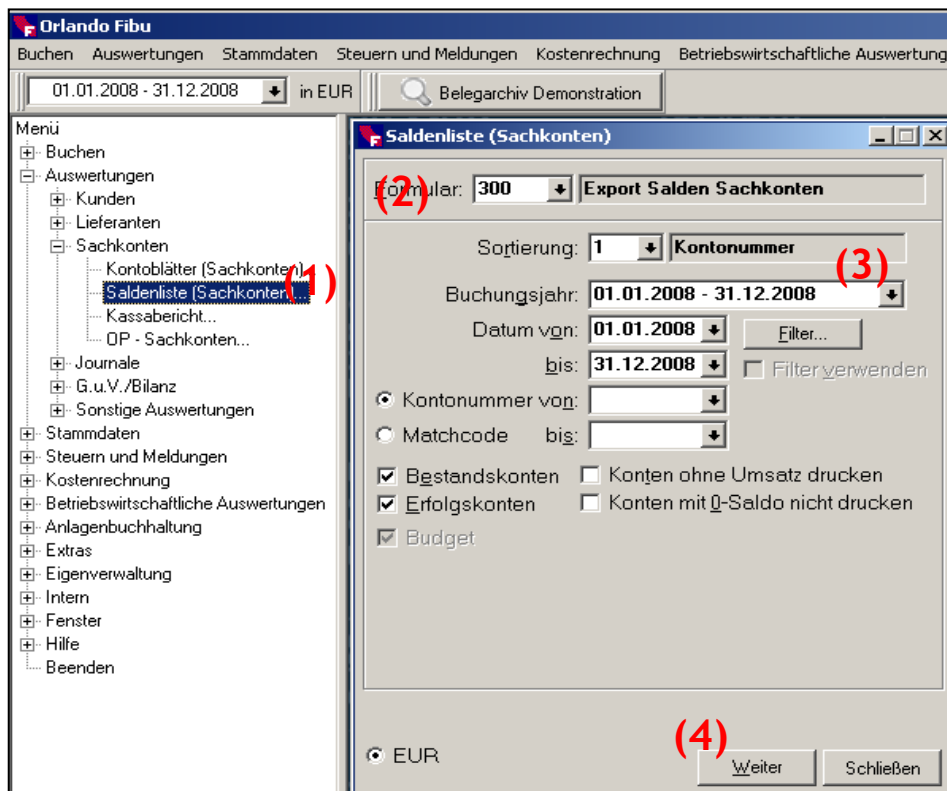 Orlando Fibu
Buchen Auswertungen Stammdaten Steuern und Meldungen Kostenrechnung Betriebswirtschaftliche Auswertung
01.01.2008 - 31.12.2008 in EUR Belegarchiv Demonstration
Menü
Buchen
Auswertungen
Kunden
Lieferanten
Sachkonten
Kontoblätter (Sachkonten)...
Saldenliste (Sachkonten)...
(1)
Kassabericht...
OP - Sachkonten...
Journale
G.u.V./Bilanz
Sonstige Auswertungen
Stammdaten
Steuern und Meldungen
Kostenrechnung
Betriebswirtschaftliche Auswertungen
Anlagenbuchhaltung
Extras
Eigenverwaltung
Intern
Fenster
Hilfe
Beenden
Saldenliste (Sachkonten)
(2)
Formular: 300 Export Salden Sachkonten
Sortierung: 1 Kontonummer
(3)
Buchungsjahr: 01.01.2008 - 31.12.2008
Datum von: 01.01.2008 Filter...
bis: 31.12.2008 Filter verwenden
Kontonummer von:
Matchcode bis:
Bestandskonten Konten ohne Umsatz drucken
Erfolgskonten Konten mit 0-Saldo nicht drucken
Budget
(4)
EUR Weiter Schließen